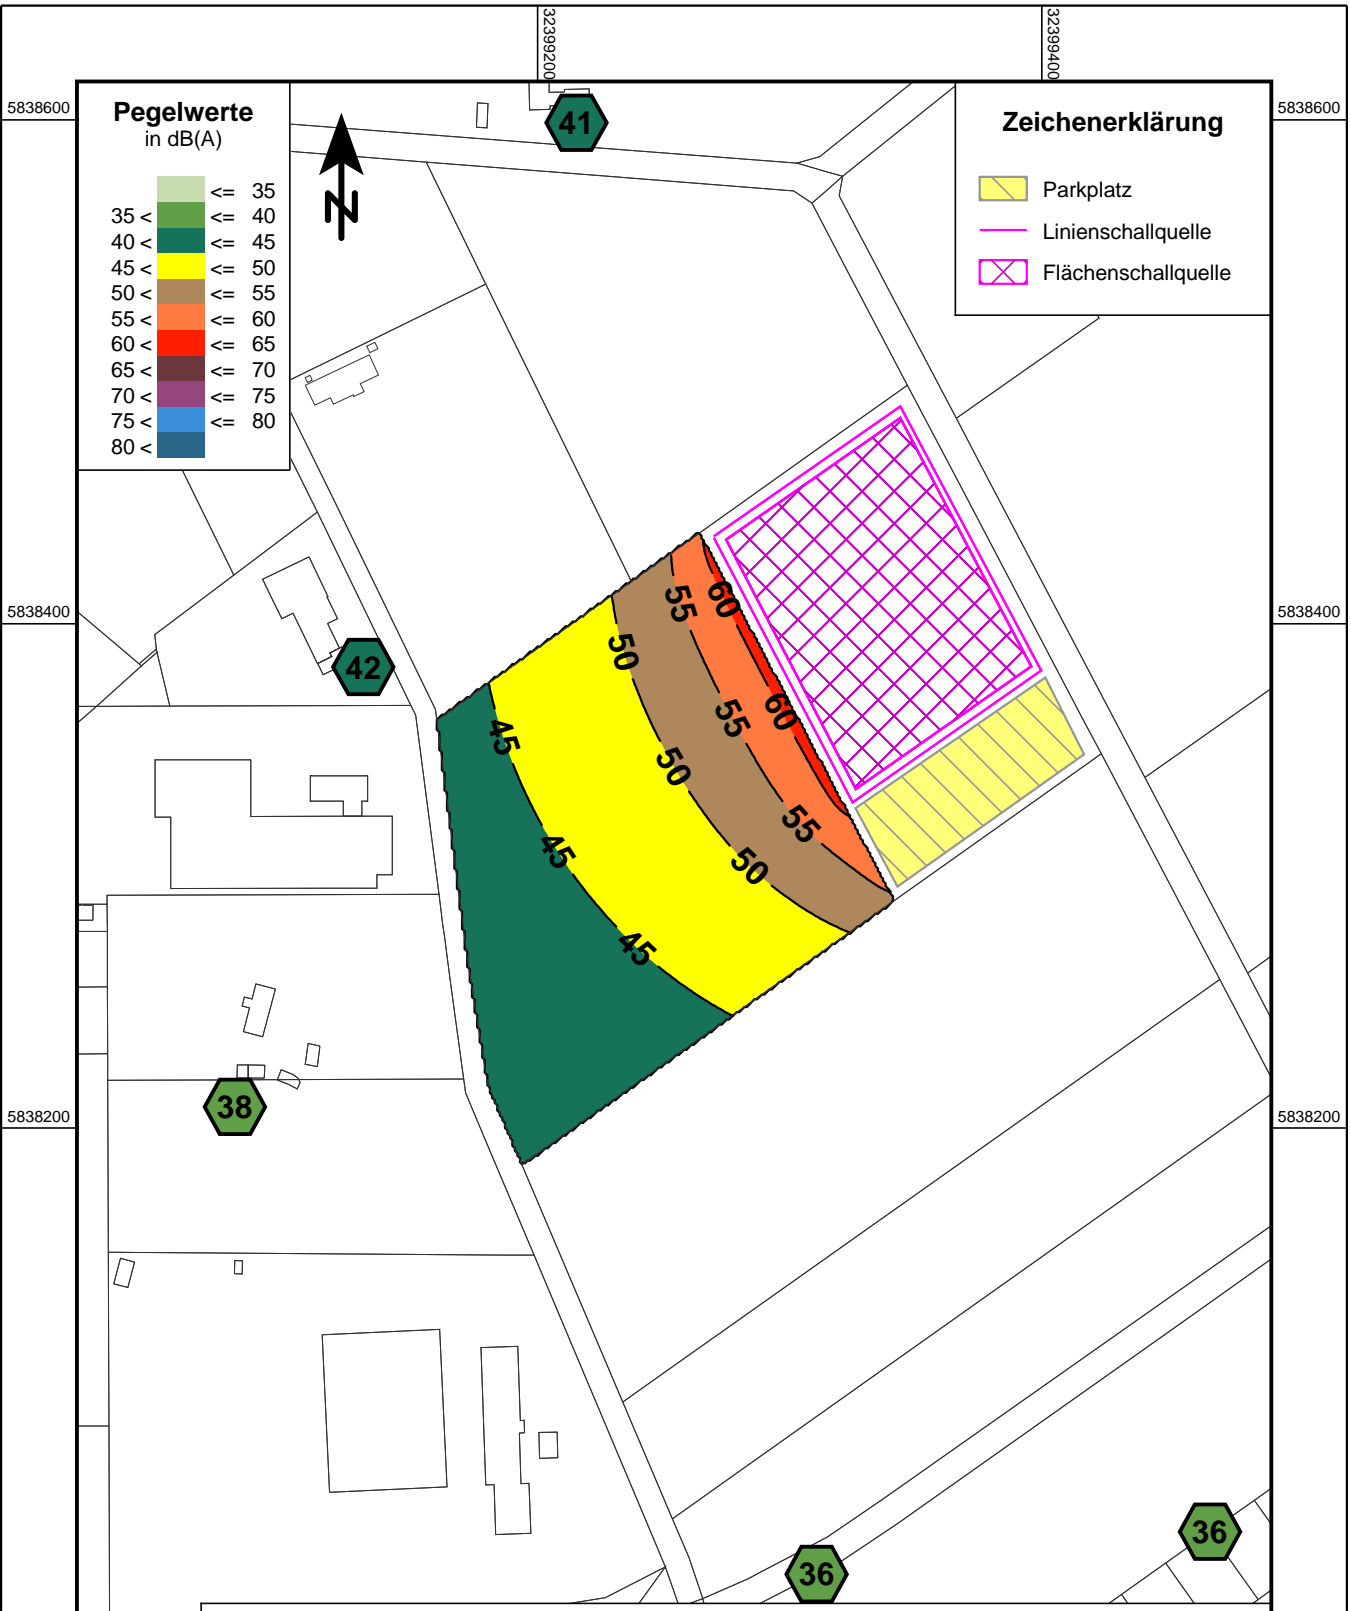 32399200
32399400
5838600
5838600
Pegelwerte
in dB(A)
<= 35
35 < <= 40
40 < <= 45
45 < <= 50
50 < <= 55
55 < <= 60
60 < <= 65
65 < <= 70
70 < <= 75
75 < <= 80
80 <
N
41
Zeichenerklärung
Parkplatz
Linienschallquelle
Flächenschallquelle
5838400
5838400
42
55
60
50
55
60
45
50
55
45
50
45
38
5838200
5838200
36
36